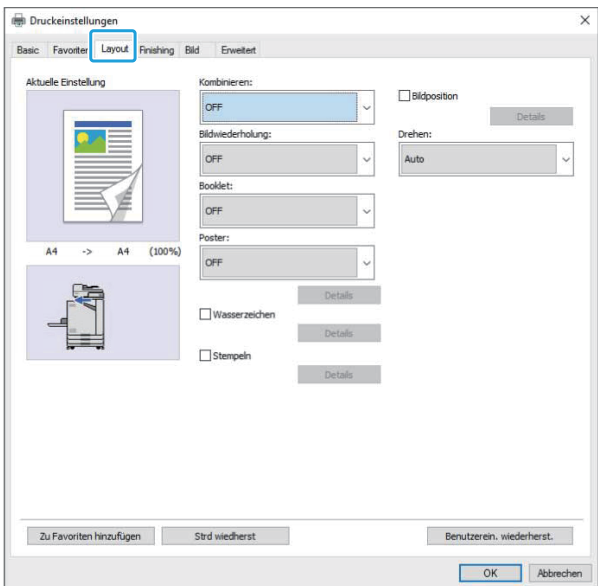 Druckeinstellungen
Basic Favoriten Layout Finishing Bild Erweitert
Aktuelle Einstellung
A4 -> A4 (100%)
Kombinieren:
OFF
Bildwiederholung:
OFF
Booklet:
OFF
Poster:
OFF
Details
Wasserzeichen
Details
Stempeln
Details
Bildposition
Details
Drehen:
Auto
Zu Favoriten hinzufügen Strd wiedherst Benutzerein. wiederherst.
OK Abbrechen